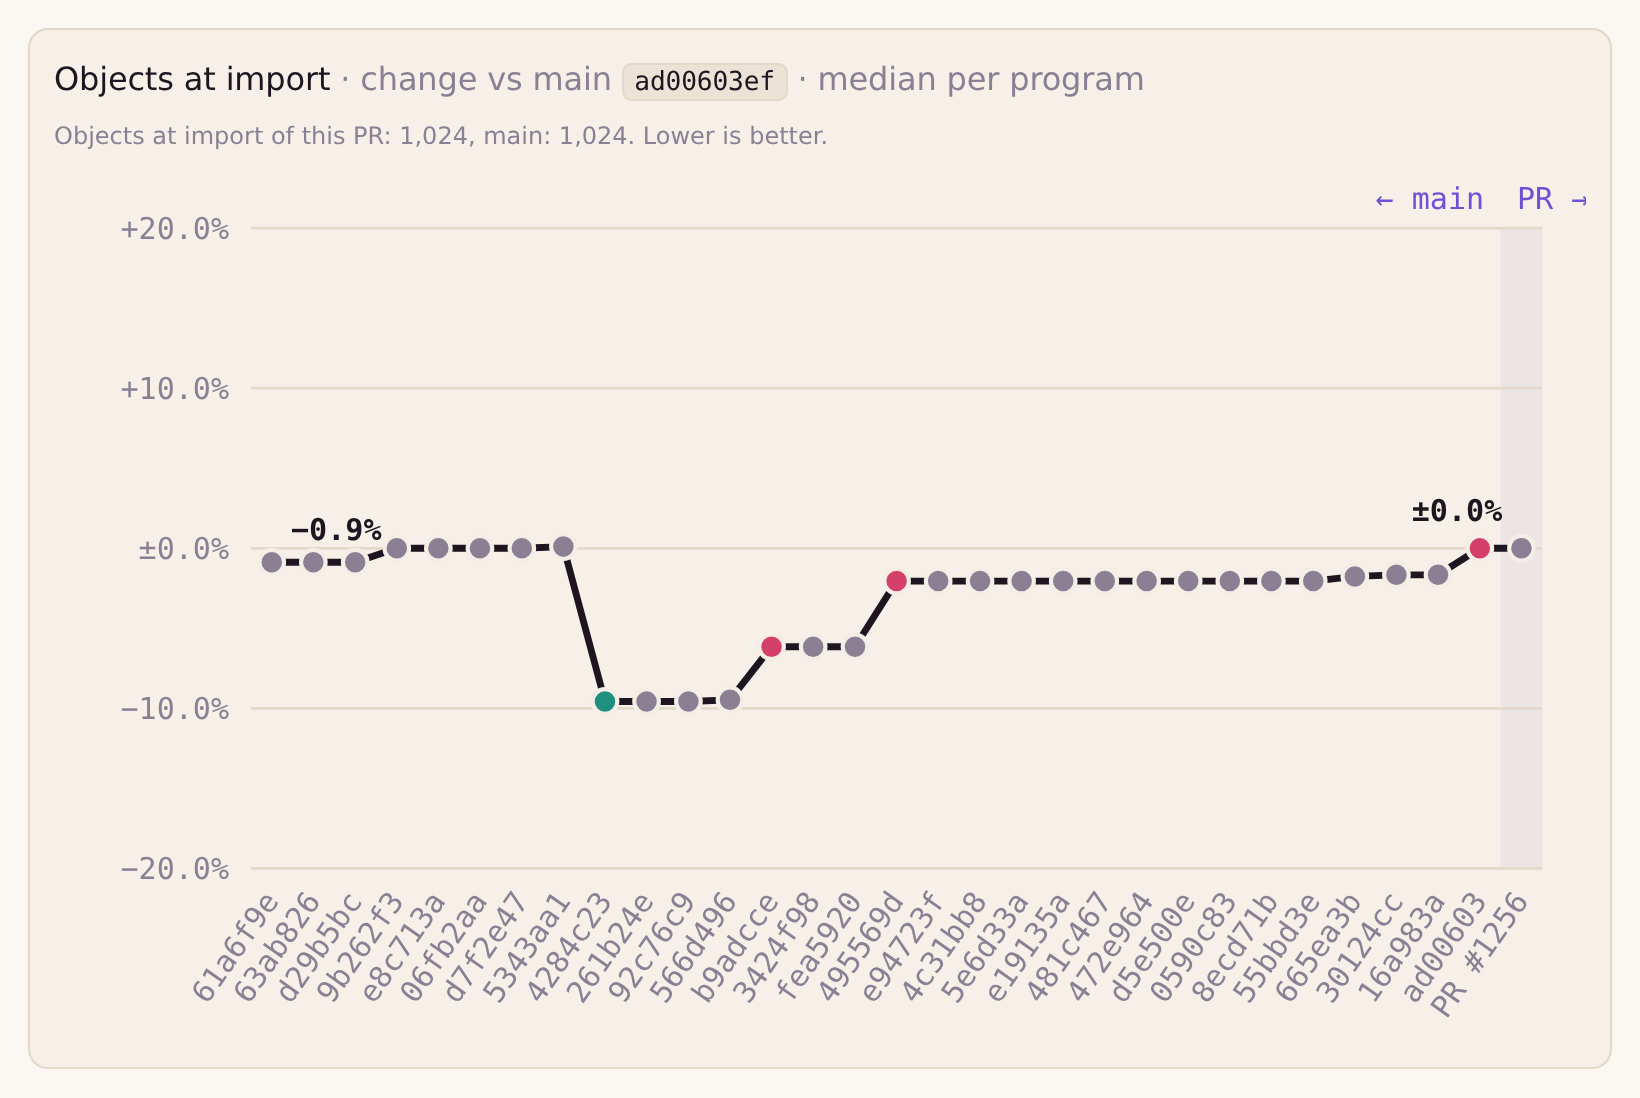 Objects at import · change vs main ad00603ef · median per program
Objects at import of this PR: 1,024, main: 1,024. Lower is better.
← main PR →
+20.0%
+10.0%
±0.0%
−10.0%
−20.0%
−0.9%
±0.0%
61a6f9e
63ab826
d29b5bc
9b262f3
e8c713a
06fb2aa
d7f2e47
5343aa1
4284c23
261b24e
92c76c9
566d496
b9adcce
3424f98
fea5920
495569d
e94723f
4c31bb8
5e6d33a
e19135a
481c467
472e964
d5e500e
0590c83
8ecd71b
55bbd3e
665ea3b
30124cc
16a983a
ad00603
PR #1256